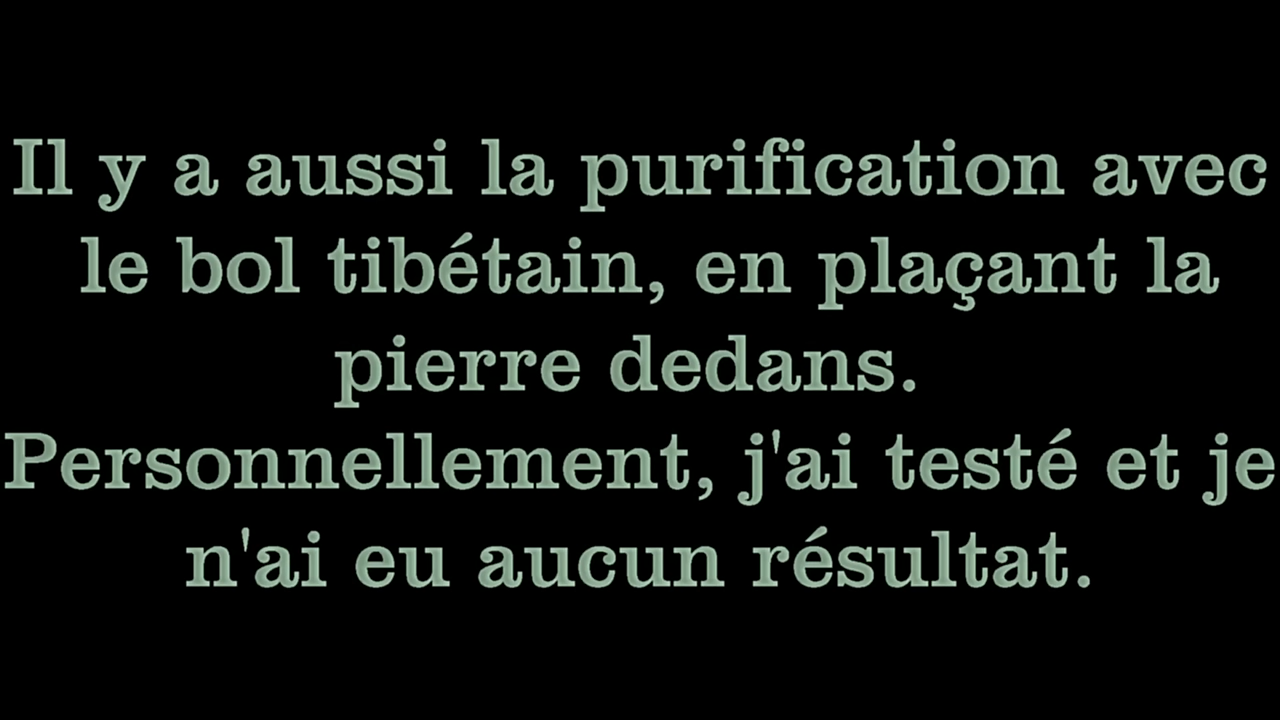 Il y a aussi la purification avec
le bol tibétain, en plaçant la
pierre dedans.
Personnellement, j'ai testé et je
n'ai eu aucun résultat.